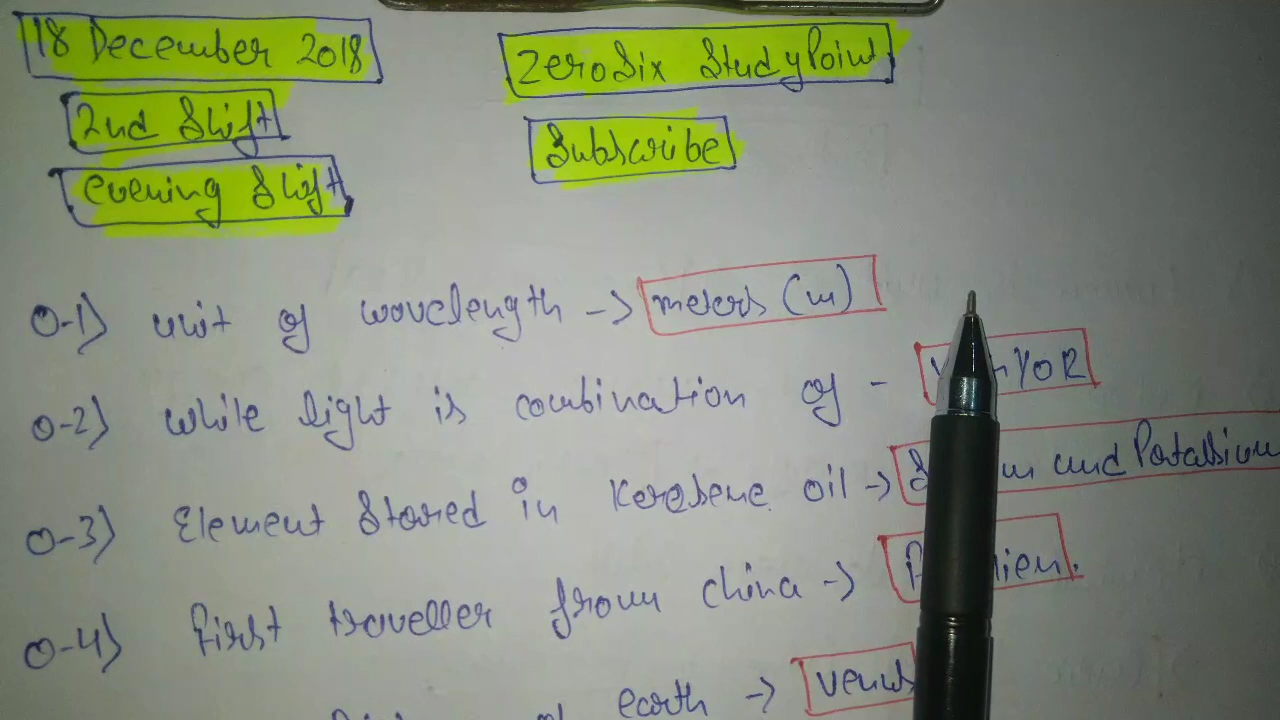 18 December 2018
ZeroSix StudyPoint
2nd Shift
Subscribe
evening Shift
Q-1) unit of wavelength -> meters (m)
Q-2) White light is combination of - YOR
Q-3) Element Stored in Kerosene oil -> and Potassium
Q-4) first traveller from china ->
of earth -> Venus